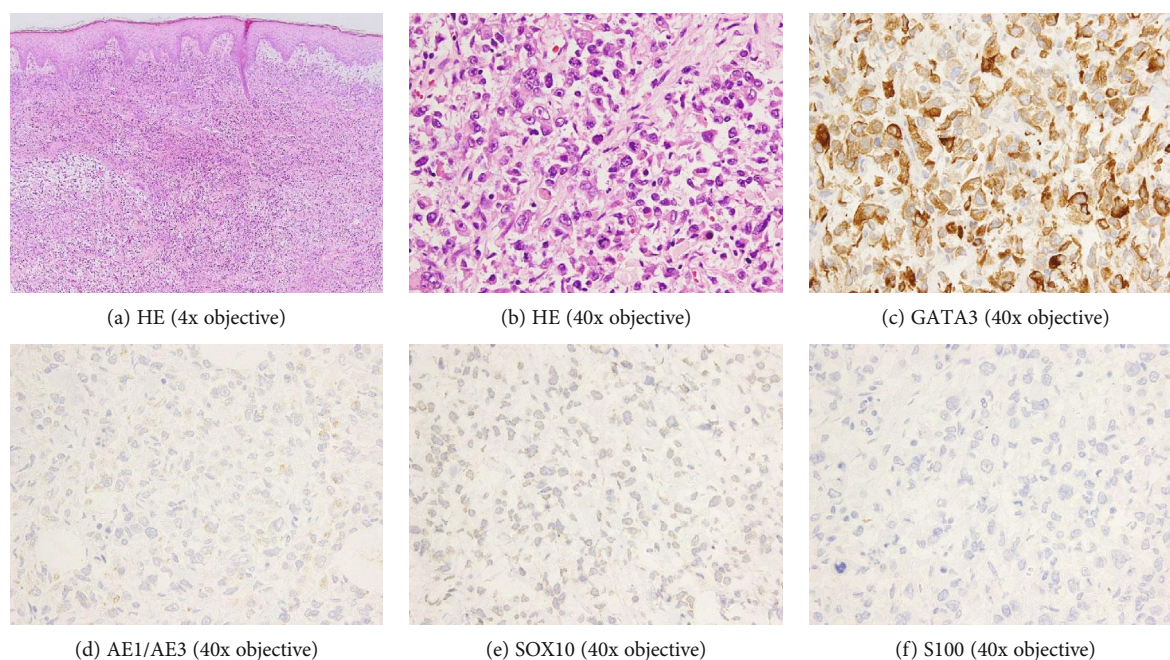 (a) HE (4x objective)
(b) HE (40x objective)
(c) GATA3 (40x objective)
(d) AE1/AE3 (40x objective)
(e) SOX10 (40x objective)
(f) S100 (40x objective)